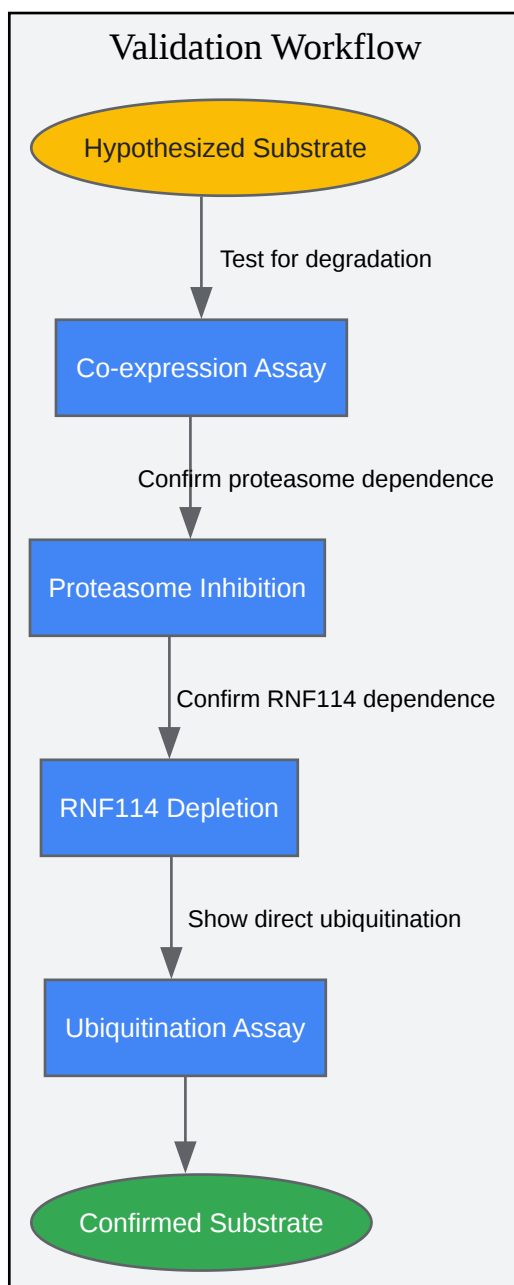 Validation Workflow
Hypothesized Substrate
Test for degradation
Co-expression Assay
Confirm proteasome dependence
Proteasome Inhibition
Confirm RNF114 dependence
RNF114 Depletion
Show direct ubiquitination
Ubiquitination Assay
Confirmed Substrate